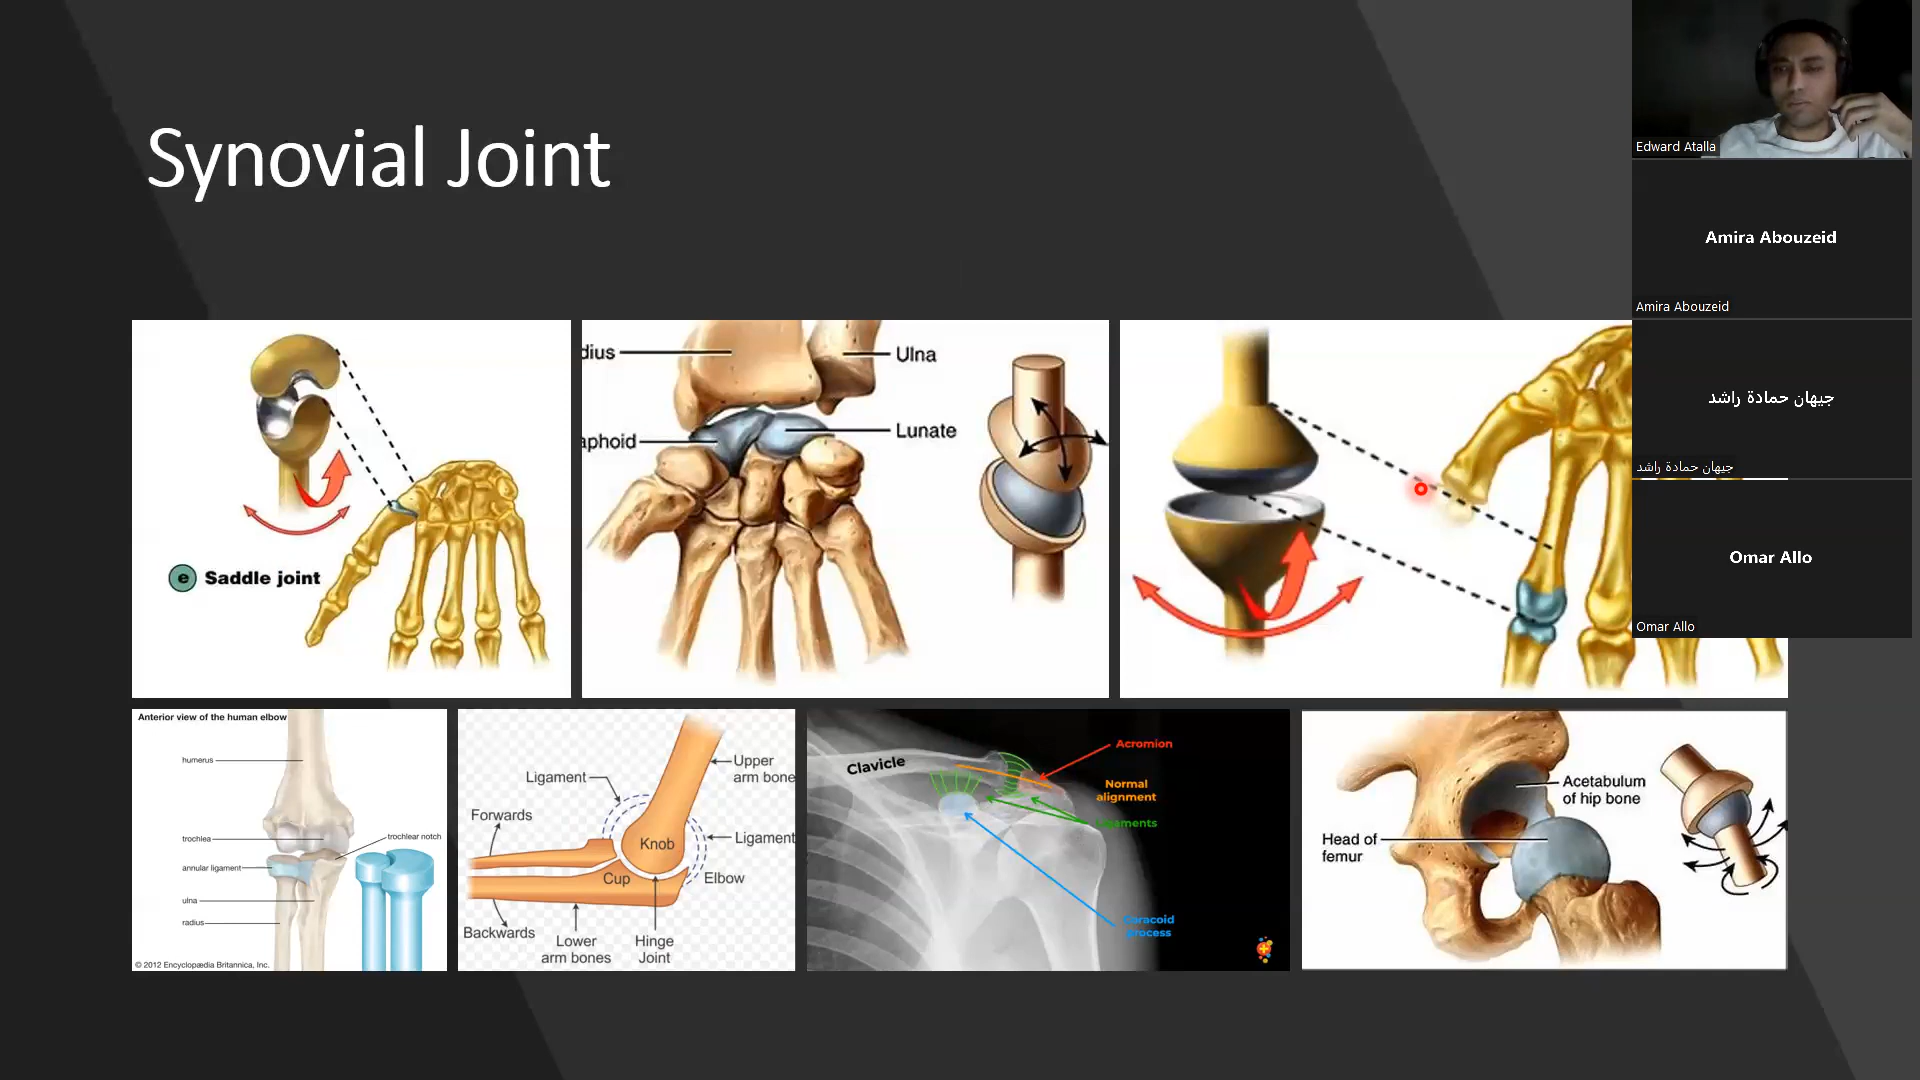 Synovial Joint
e Saddle joint
dius
Ulna
aphoid
Lunate
Anterior view of the human elbow
humerus
trochlea
trochlear notch
annular ligament
ulna
radius
© 2012 Encyclopædia Britannica, Inc.
Ligament
Upper
arm bone
Forwards
Knob
Ligament
Cup
Elbow
Backwards
Lower
arm bones
Hinge
Joint
Clavicle
Acromion
Normal
alignment
Ligaments
Caracoid
process
Acetabulum
of hip bone
Head of
femur
Edward Atalla
Amira Abouzeid
Amira Abouzeid
جيهان حمادة راشد
جيهان حمادة راشد
Omar Allo
Omar Allo